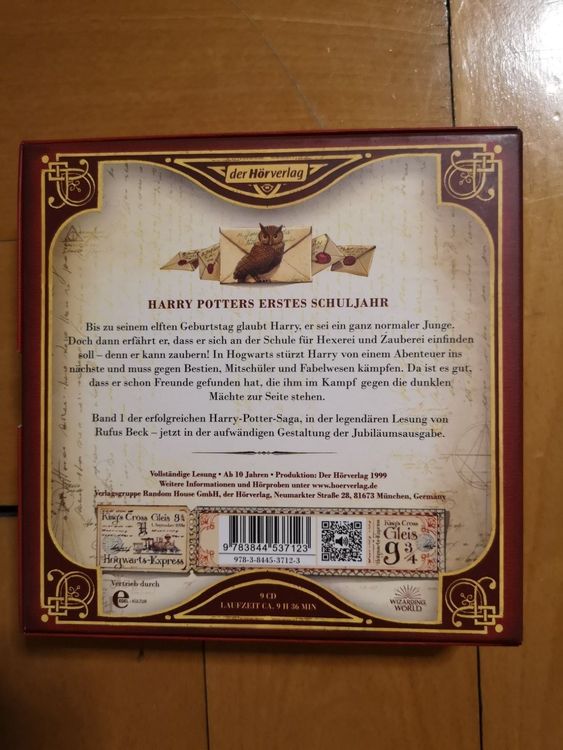 der Hörverlag
HARRY POTTERS ERSTES SCHULJAHR
Bis zu seinem elften Geburtstag glaubt Harry, er sei ein ganz normaler Junge.
Doch dann erfährt er, dass er sich an der Schule für Hexerei und Zauberei einfinden
soll – denn er kann zaubern! In Hogwarts stürzt Harry von einem Abenteuer ins
nächste und muss gegen Bestien, Mitschüler und Fabelwesen kämpfen. Da ist es gut,
dass er schon Freunde gefunden hat, die ihm im Kampf gegen die dunklen
Mächte zur Seite stehen.
Band 1 der erfolgreichen Harry-Potter-Saga, in der legendären Lesung von
Rufus Beck – jetzt in der aufwändigen Gestaltung der Jubiläumsausgabe.
Vollständige Lesung • Ab 10 Jahren • Produktion: Der Hörverlag 1999
Weitere Informationen und Hörproben unter www.hoerverlag.de
Verlagsgruppe Random House GmbH, der Hörverlag, Neumarkter Straße 28, 81673 München, Germany
King's Cross Gleis 9¾
Hogwarts-Express
9 783844 537123
978-3-8445-3712-3
King's Cross
Gleis
9 3/4
Vertrieb durch
EDEL:KULTUR
9 CD
LAUFZEIT CA. 9 H 36 MIN
WIZARDING
WORLD